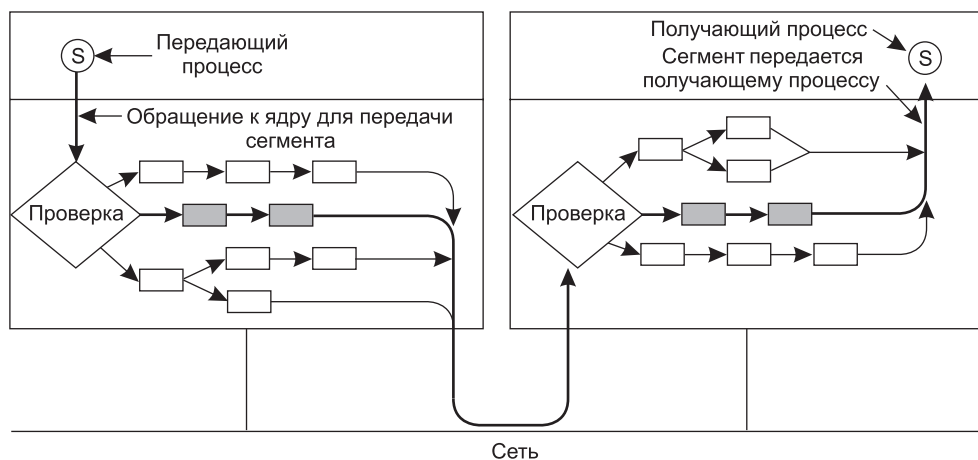 S
Передающий
процесс
Обращение к ядру для передачи
сегмента
Проверка
Получающий процесс
Сегмент передается
получающему процессу
S
Проверка
Сеть